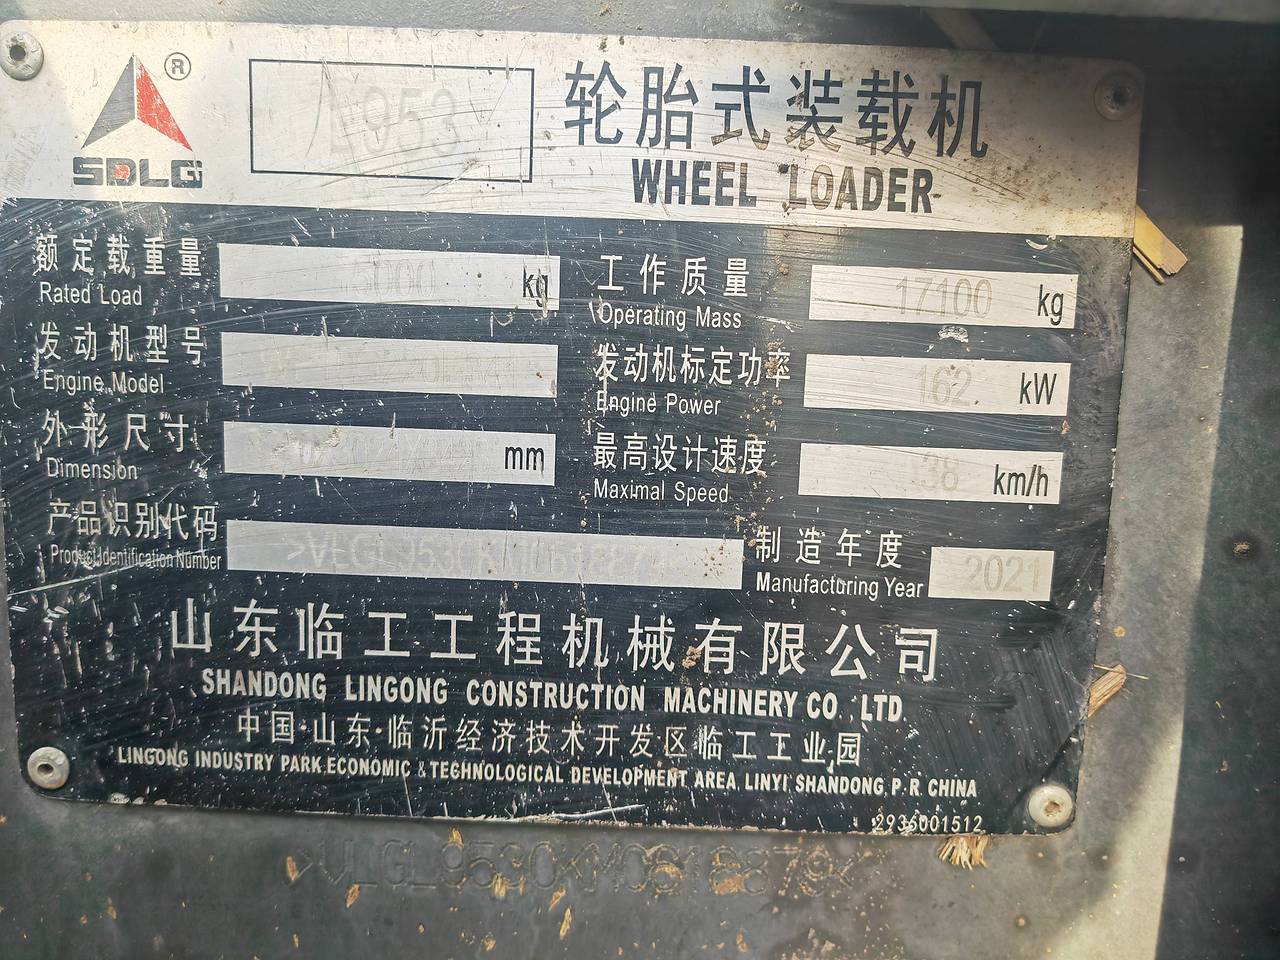 SDLG ® L953 轮胎式装载机
WHEEL LOADER
额定载重量 5000 kg 工作质量 17100 kg
Rated Load Operating Mass
发动机型号 发动机标定功率 162 kW
Engine Model Engine Power
外形尺寸 mm 最高设计速度 38 km/h
Dimension Maximal Speed
产品识别代码 制造年度 2021
Product Identification Number Manufacturing Year
山东临工工程机械有限公司
SHANDONG LINGONG CONSTRUCTION MACHINERY CO., LTD
中国·山东·临沂经济技术开发区临工工业园
LINGONG INDUSTRY PARK,ECONOMIC & TECHNOLOGICAL DEVELOPMENT AREA, LINYI SHANDONG, P. R. CHINA
2936001512
>VLGL9530KM0618879<